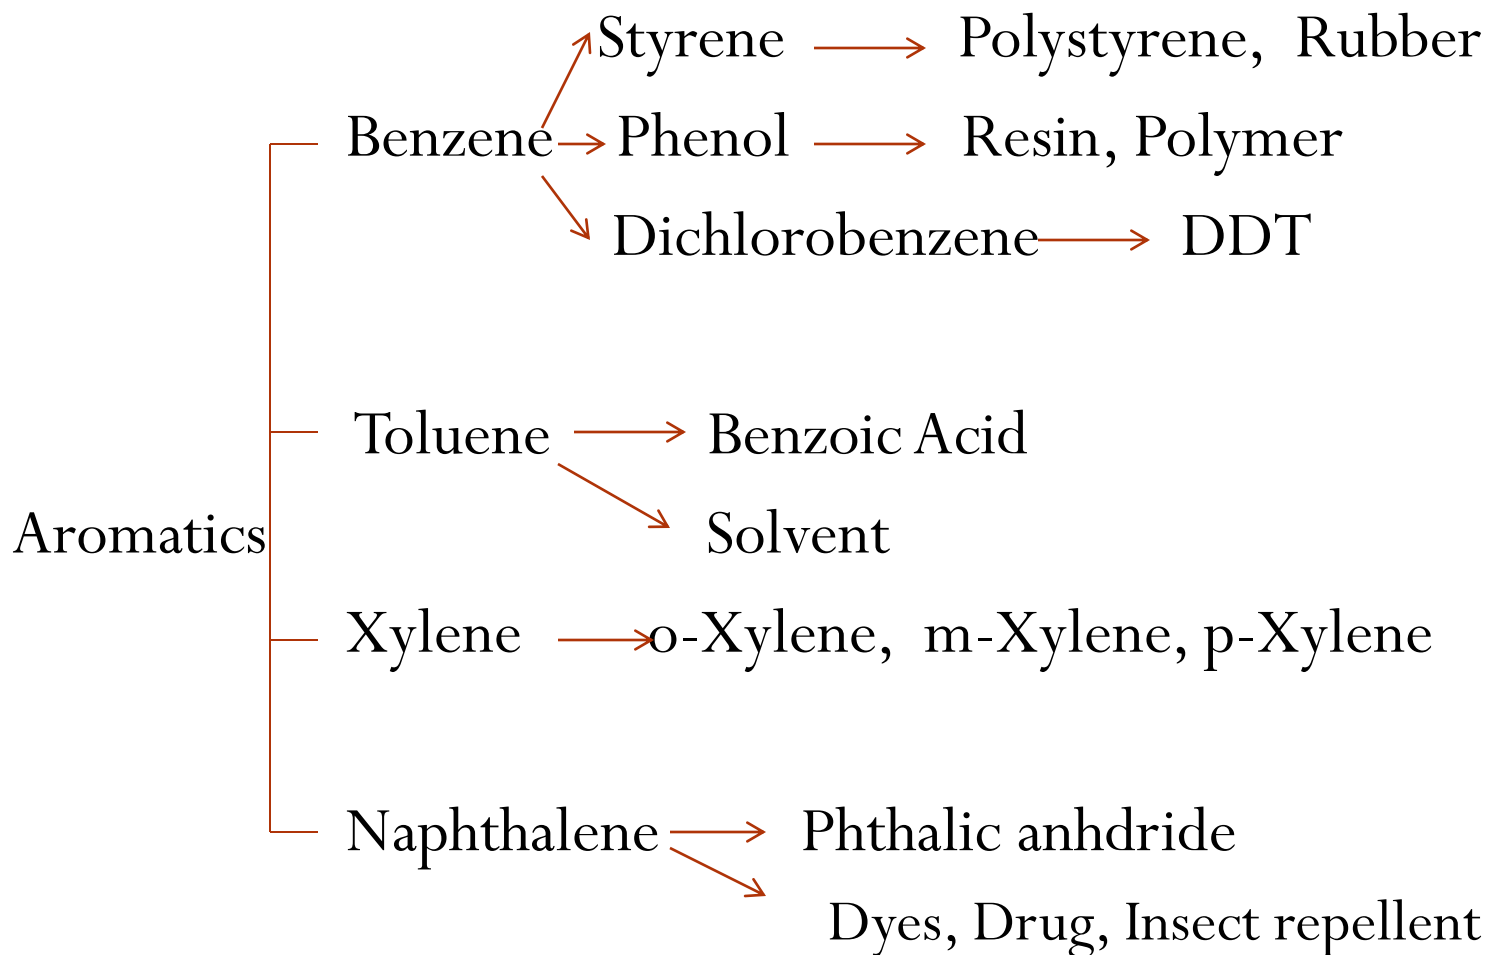 Styrene Polystyrene, Rubber
Benzene Phenol Resin, Polymer
Dichlorobenzene DDT
Toluene Benzoic Acid
Aromatics Solvent
Xylene o-Xylene, m-Xylene, p-Xylene
Naphthalene Phthalic anhdride
Dyes, Drug, Insect repellent